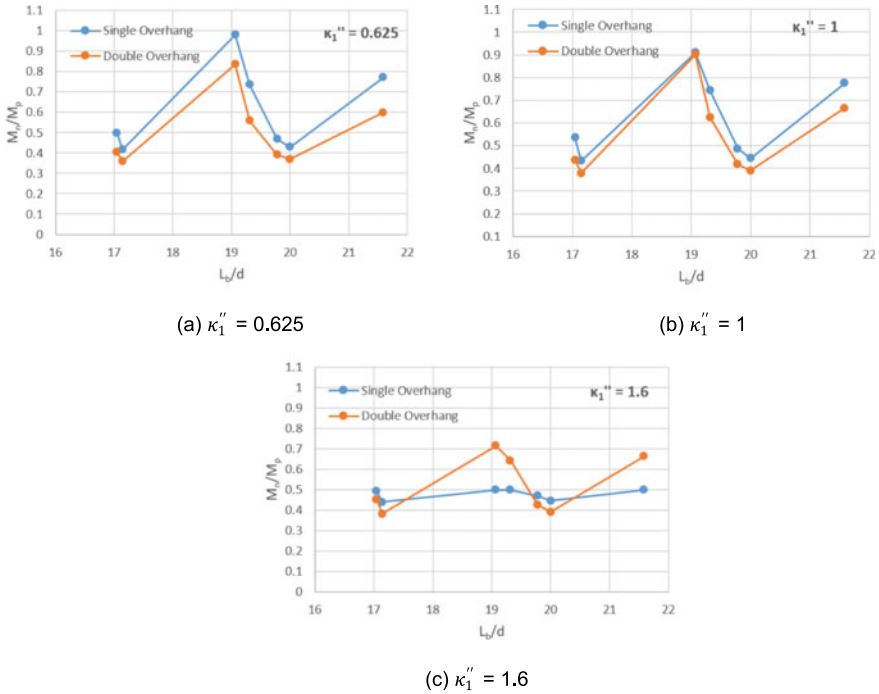 1.1
1
0.9
0.8
0.7
0.6
0.5
0.4
0.3
0.2
0.1
0
Mn/Mp
Single Overhang
Double Overhang
κ1'' = 0.625
16 17 18 19 20 21 22
Lb/d
(a) κ1'' = 0.625
1.1
1
0.9
0.8
0.7
0.6
0.5
0.4
0.3
0.2
0.1
Mn/Mp
Single Overhang
Double Overhang
κ1'' = 1
16 17 18 19 20 21 22
Lb/d
(b) κ1'' = 1
1.1
1
0.9
0.8
0.7
0.6
0.5
0.4
0.3
0.2
0.1
0
Mn/Mp
Single Overhang
Double Overhang
κ1'' = 1.6
16 17 18 19 20 21 22
Lb/d
(c) κ1'' = 1.6